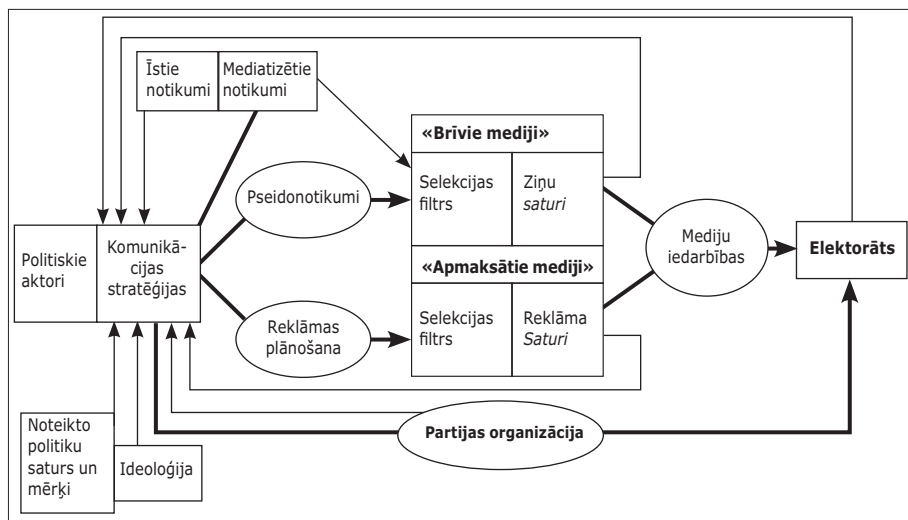 Īstie
notikumi
Mediatizētie
notikumi
«Brīvie mediji»
Selekcijas
filtrs
Ziņu
saturi
Pseidonotikumi
Politiskie
aktori
Komunikā-
cijas
stratēģijas
Mediju
iedarbības
Elektorāts
«Apmaksātie mediji»
Selekcijas
filtrs
Reklāma
Saturi
Reklāmas
plānošana
Partijas organizācija
Noteikto
politiku
saturs un
mērķi
Ideoloģija